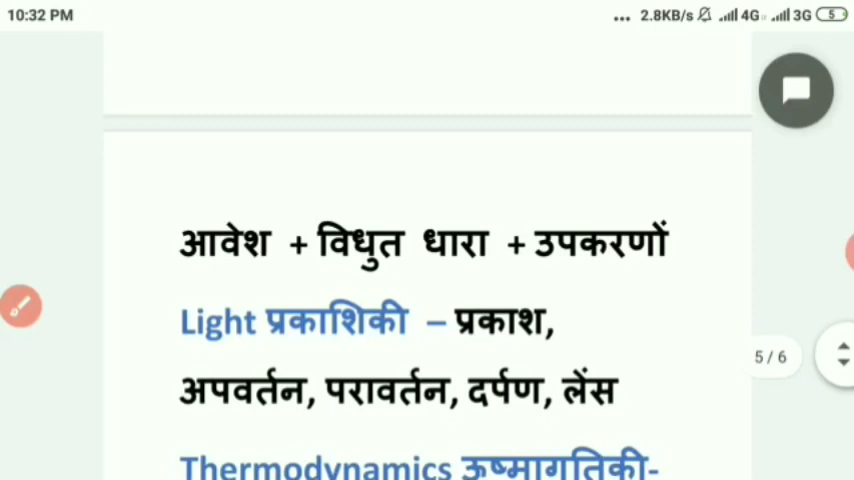 10:32 PM ... 2.8KB/s 4G 3G 5
आवेश + विधुत धारा + उपकरणों
Light प्रकाशिकी – प्रकाश,
5 / 6
अपवर्तन, परावर्तन, दर्पण, लेंस
Thermodynamics ऊष्मागतिकी-